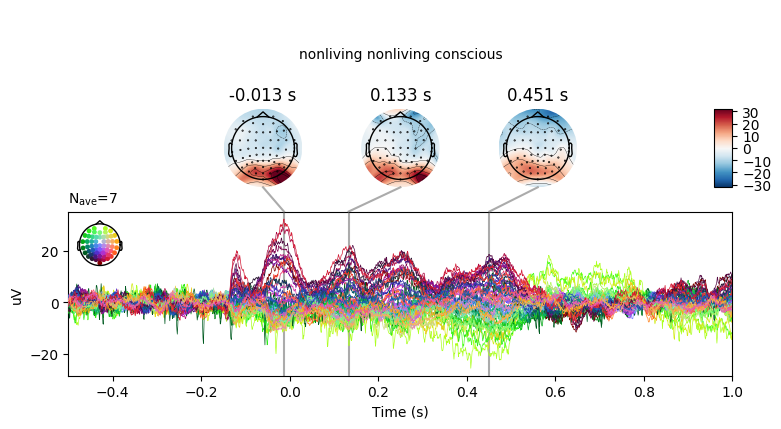 nonliving nonliving conscious
-0.013 s 0.133 s 0.451 s
30
20
10
0
−10
−20
−30
Nave=7
20
0
−20
uV
−0.4 −0.2 0.0 0.2 0.4 0.6 0.8 1.0
Time (s)